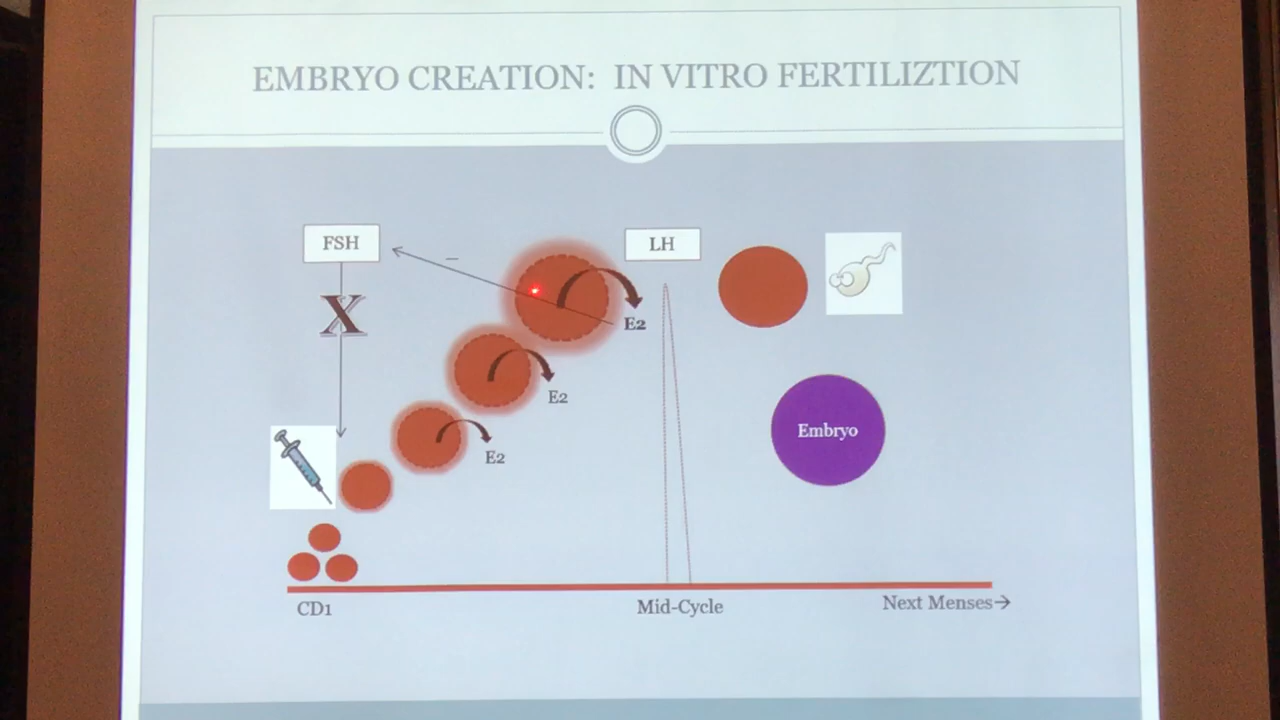 EMBRYO CREATION: IN VITRO FERTILIZTION
FSH
LH
–
X
E2
E2
E2
Embryo
CD1
Mid-Cycle
Next Menses→